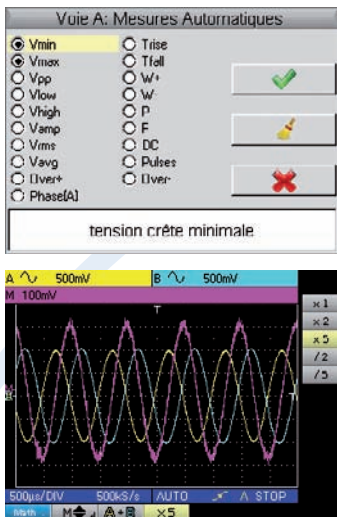 Voie A: Mesures Automatiques
Vmin Trise
Vmax Tfall
Vpp W+
Vlow W-
Vhigh P
Vamp F
Vrms DC
Vavg Pulses
Over+ Over-
Phase(A)
tension crête minimale
A 500mV B 500mV
M 100mV
T
x1
x2
x5
/2
/5
B
T
500µs/DIV 500kS/s AUTO A STOP
Math M A+B x5